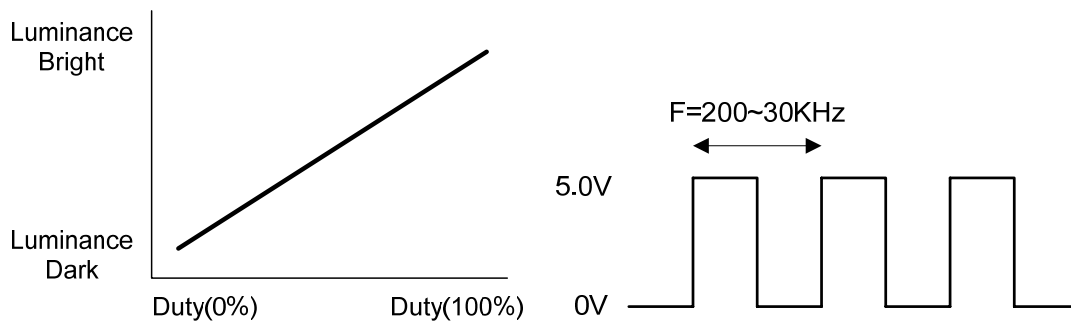 Luminance
Bright
Luminance
Dark
Duty(0%)
Duty(100%)
F=200~30KHz
5.0V
0V